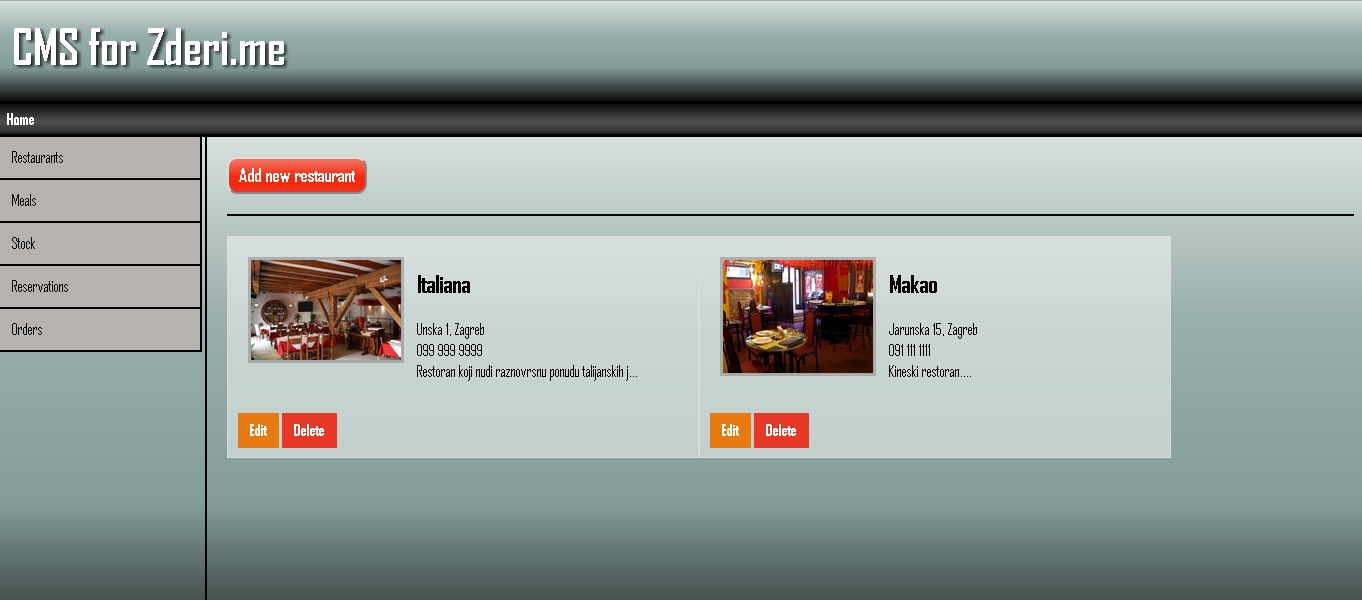 CMS for Zderi.me
Home
Restaurants
Meals
Stock
Reservations
Orders
Add new restaurant
Italiana
Unska 1, Zagreb
099 999 9999
Restoran koji nudi raznovrsnu ponudu talijanskih j...
Edit Delete
Makao
Jarunska 15, Zagreb
091 111 1111
Kineski restoran....
Edit Delete